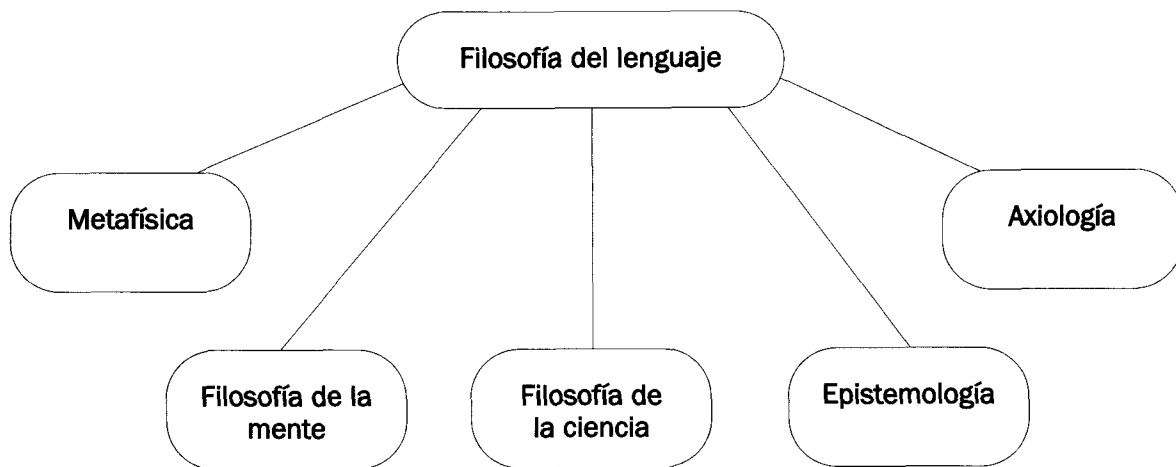 Filosofía del lenguaje
Metafísica
Axiología
Filosofía de la
mente
Filosofía de
la ciencia
Epistemología